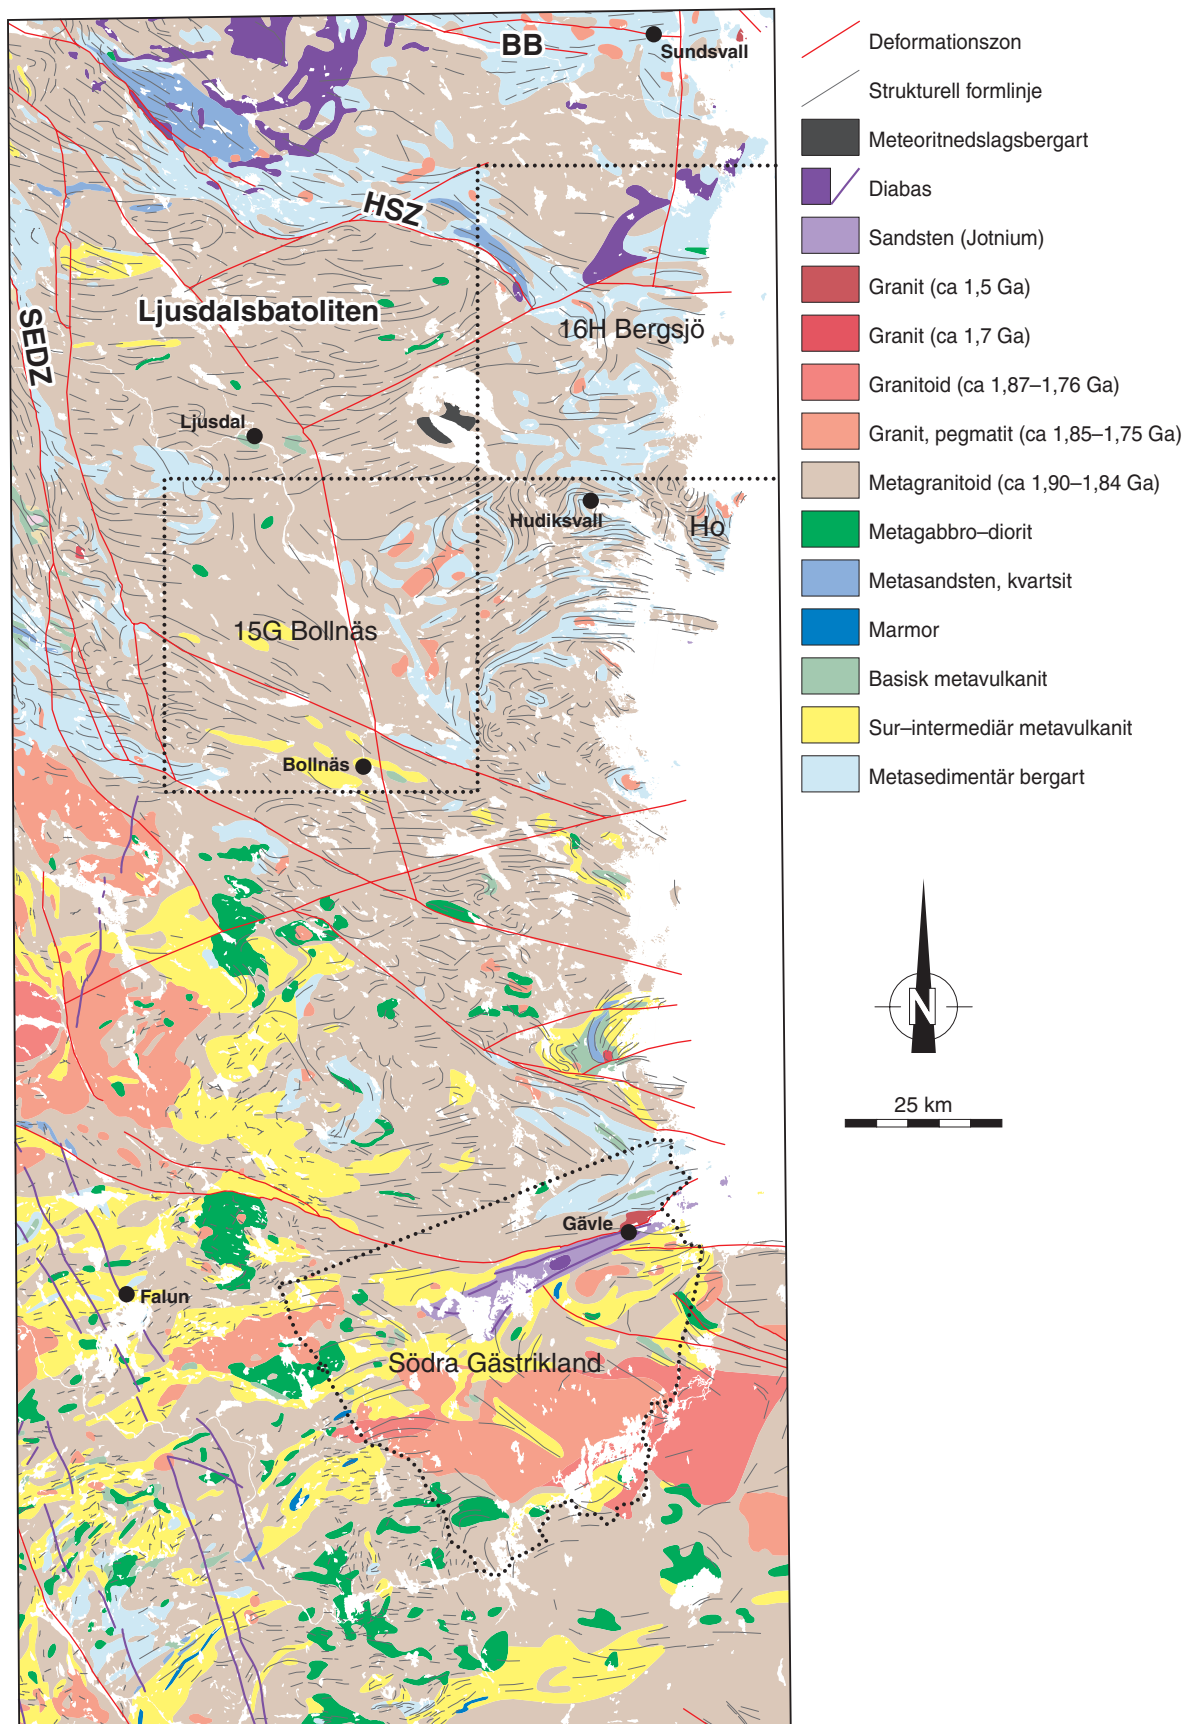 BB
Sundsvall
HSZ
Ljusdalsbatoliten
16H Bergsjö
SEDZ
Ljusdal
Hudiksvall
Ho
15G Bollnäs
Bollnäs
Gävle
Falun
Södra Gästrikland
Deformationszon
Strukturell formlinje
Meteoritnedslagsbergart
Diabas
Sandsten (Jotnium)
Granit (ca 1,5 Ga)
Granit (ca 1,7 Ga)
Granitoid (ca 1,87–1,76 Ga)
Granit, pegmatit (ca 1,85–1,75 Ga)
Metagranitoid (ca 1,90–1,84 Ga)
Metagabbro–diorit
Metasandsten, kvartsit
Marmor
Basisk metavulkanit
Sur–intermediär metavulkanit
Metasedimentär bergart
N
25 km